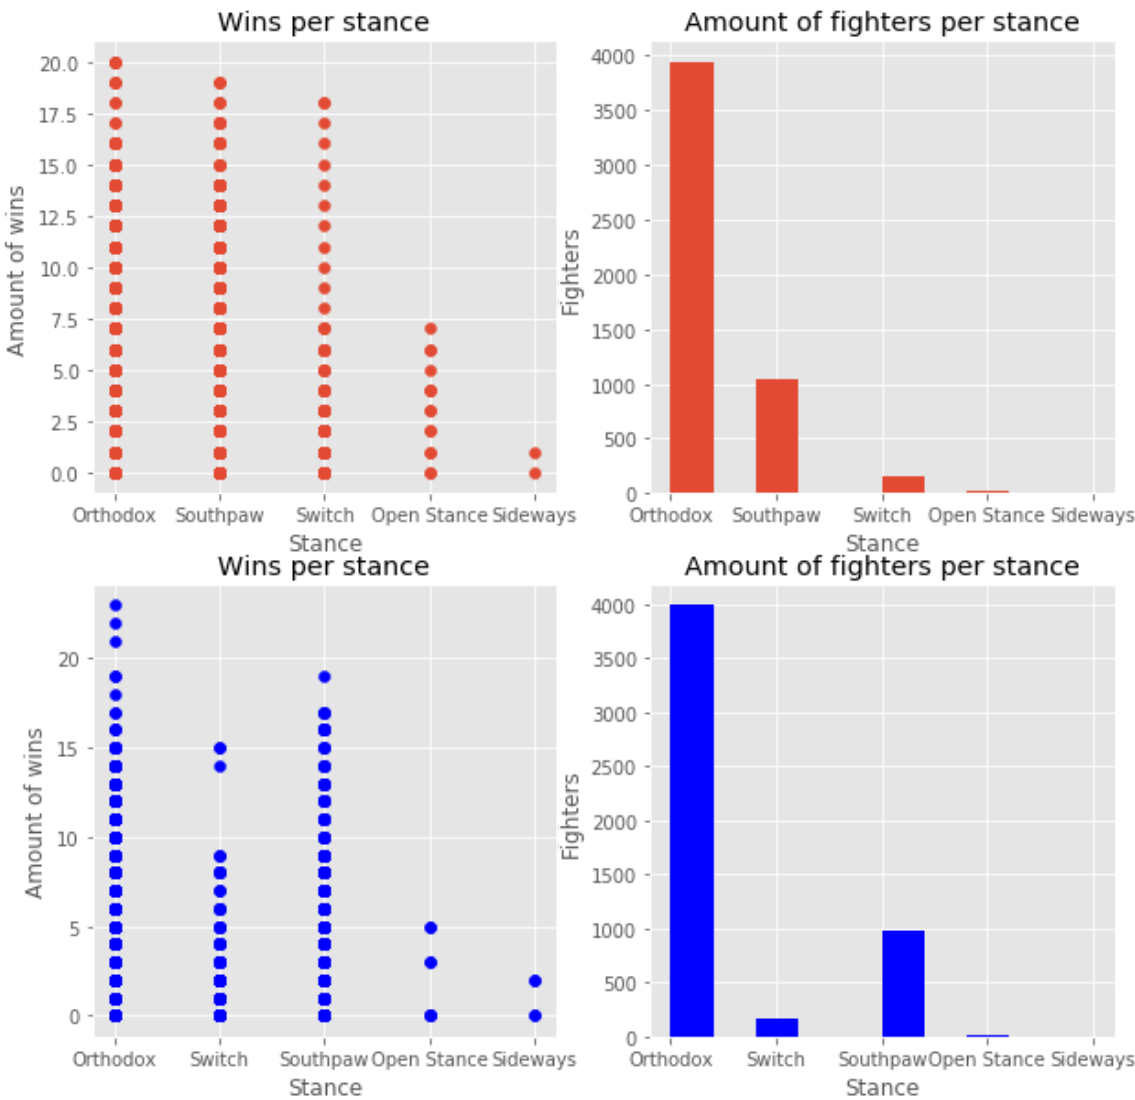 Wins per stance
Amount of wins
20.0
17.5
15.0
12.5
10.0
7.5
5.0
2.5
0.0
Orthodox Southpaw Switch Open Stance Sideways
Stance
Amount of fighters per stance
Fighters
4000
3500
3000
2500
2000
1500
1000
500
0
Orthodox Southpaw Switch Open Stance Sideways
Stance
Wins per stance
Amount of wins
20
15
10
5
0
Orthodox Switch Southpaw Open Stance Sideways
Stance
Amount of fighters per stance
Fighters
4000
3500
3000
2500
2000
1500
1000
500
0
Orthodox Switch Southpaw Open Stance Sideways
Stance